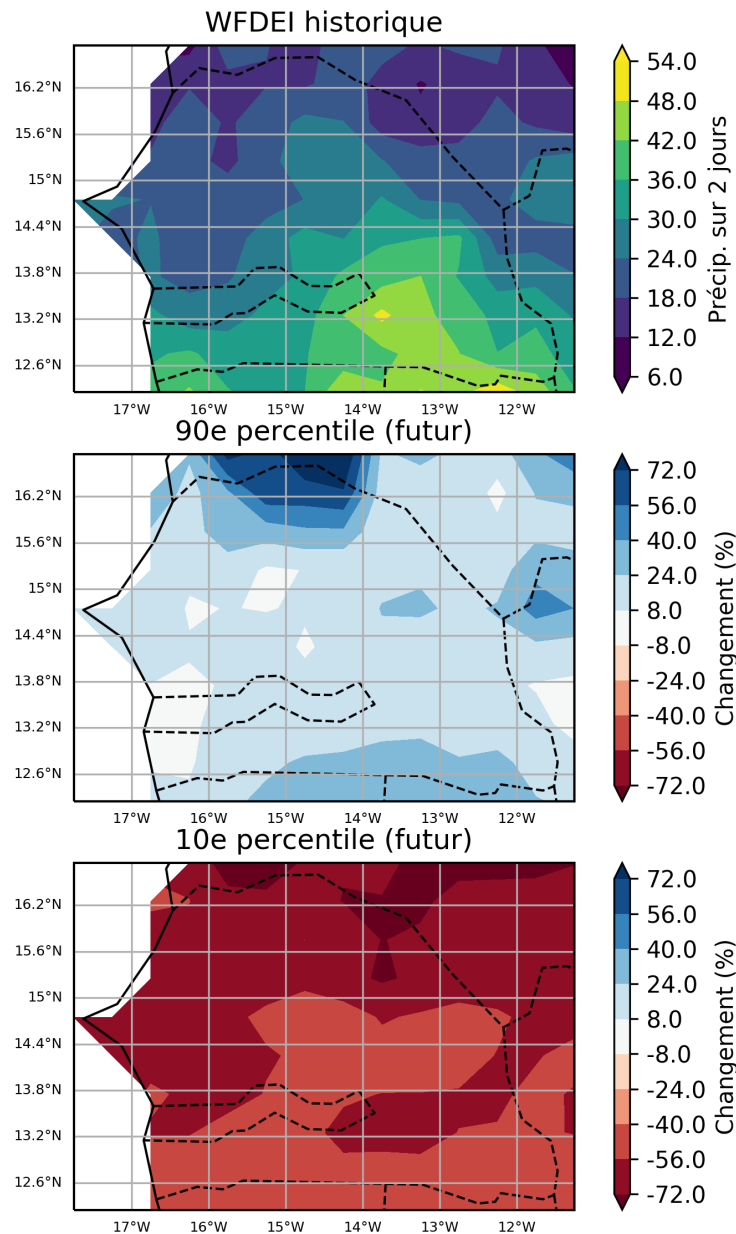 WFDEI historique
16.2°N
15.6°N
15°N
14.4°N
13.8°N
13.2°N
12.6°N
17°W 16°W 15°W 14°W 13°W 12°W
54.0
48.0
42.0
36.0
30.0
24.0
18.0
12.0
6.0
Précip. sur 2 jours
90e percentile (futur)
16.2°N
15.6°N
15°N
14.4°N
13.8°N
13.2°N
12.6°N
17°W 16°W 15°W 14°W 13°W 12°W
72.0
56.0
40.0
24.0
8.0
-8.0
-24.0
-40.0
-56.0
-72.0
Changement (%)
10e percentile (futur)
16.2°N
15.6°N
15°N
14.4°N
13.8°N
13.2°N
12.6°N
17°W 16°W 15°W 14°W 13°W 12°W
72.0
56.0
40.0
24.0
8.0
-8.0
-24.0
-40.0
-56.0
-72.0
Changement (%)